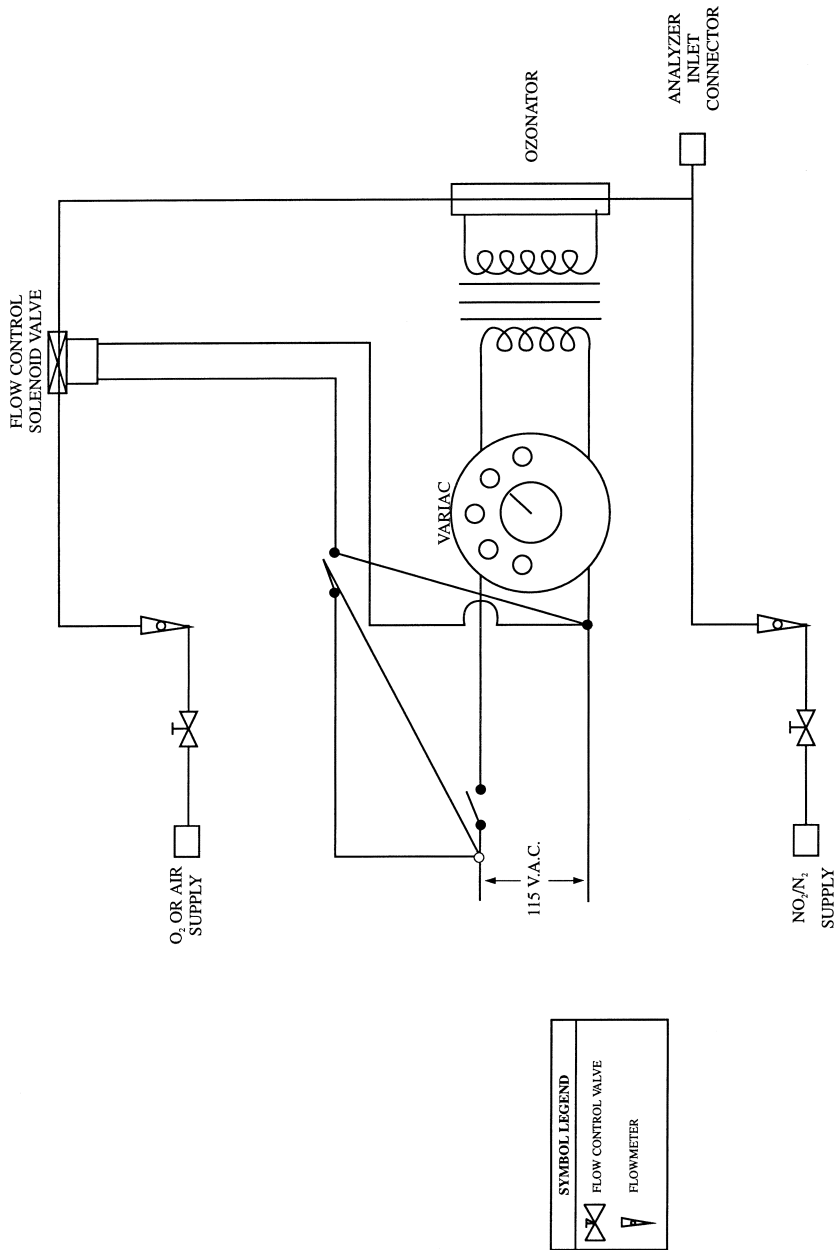 FLOW CONTROL
SOLENOID VALVE
OZONATOR
ANALYZER
INLET
CONNECTOR
VARIAC
O₂ OR AIR
SUPPLY
115 V.A.C.
NO₂/N₂
SUPPLY
SYMBOL LEGEND
FLOW CONTROL VALVE
FLOWMETER